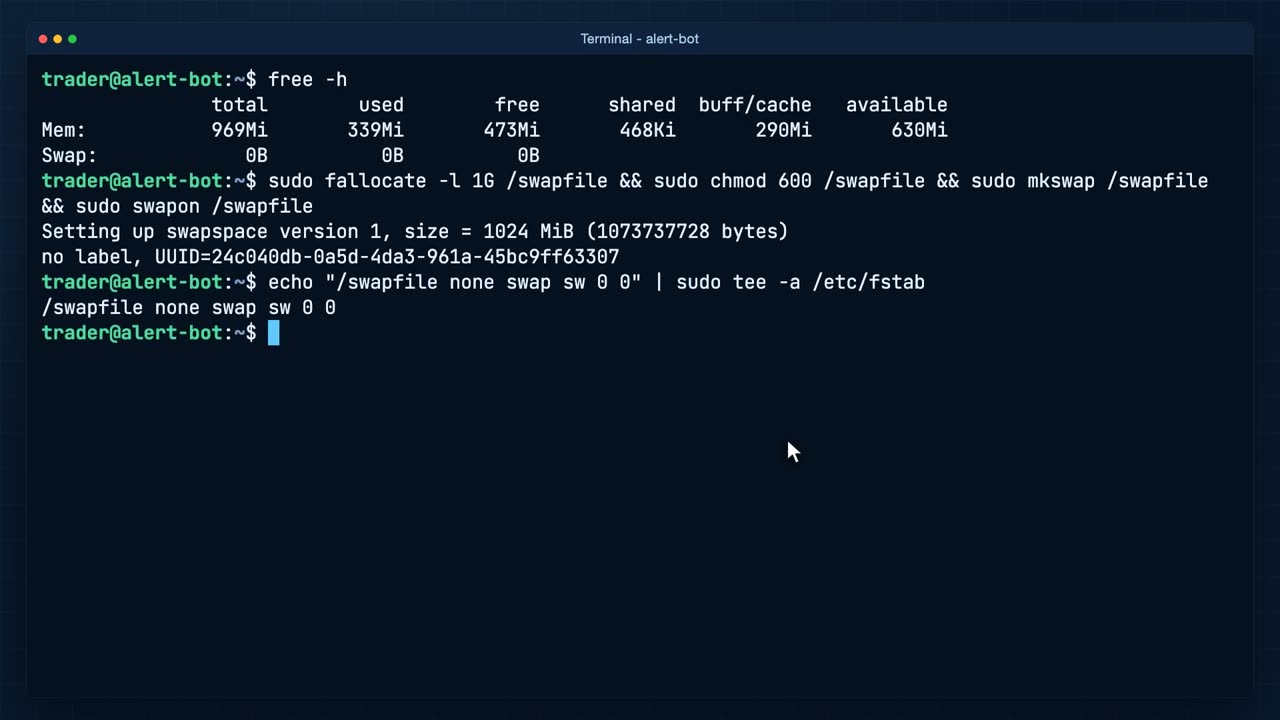 Terminal - alert-bot
trader@alert-bot:~$ free -h
total used free shared buff/cache available
Mem: 969Mi 339Mi 473Mi 468Ki 290Mi 630Mi
Swap: 0B 0B 0B
trader@alert-bot:~$ sudo fallocate -l 1G /swapfile && sudo chmod 600 /swapfile && sudo mkswap /swapfile
&& sudo swapon /swapfile
Setting up swapspace version 1, size = 1024 MiB (1073737728 bytes)
no label, UUID=24c040db-0a5d-4da3-961a-45bc9ff63307
trader@alert-bot:~$ echo "/swapfile none swap sw 0 0" | sudo tee -a /etc/fstab
/swapfile none swap sw 0 0
trader@alert-bot:~$